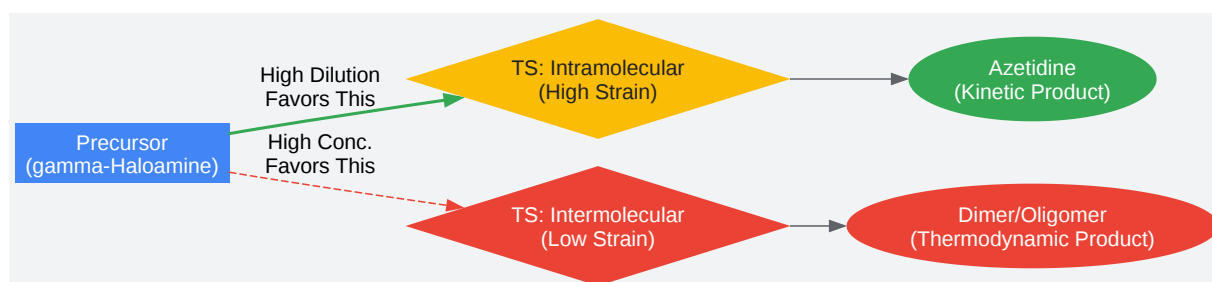 High Dilution
Favors This
TS: Intramolecular
(High Strain)
Azetidine
(Kinetic Product)
Precursor
(gamma-Haloamine)
High Conc.
Favors This
TS: Intermolecular
(Low Strain)
Dimer/Oligomer
(Thermodynamic Product)